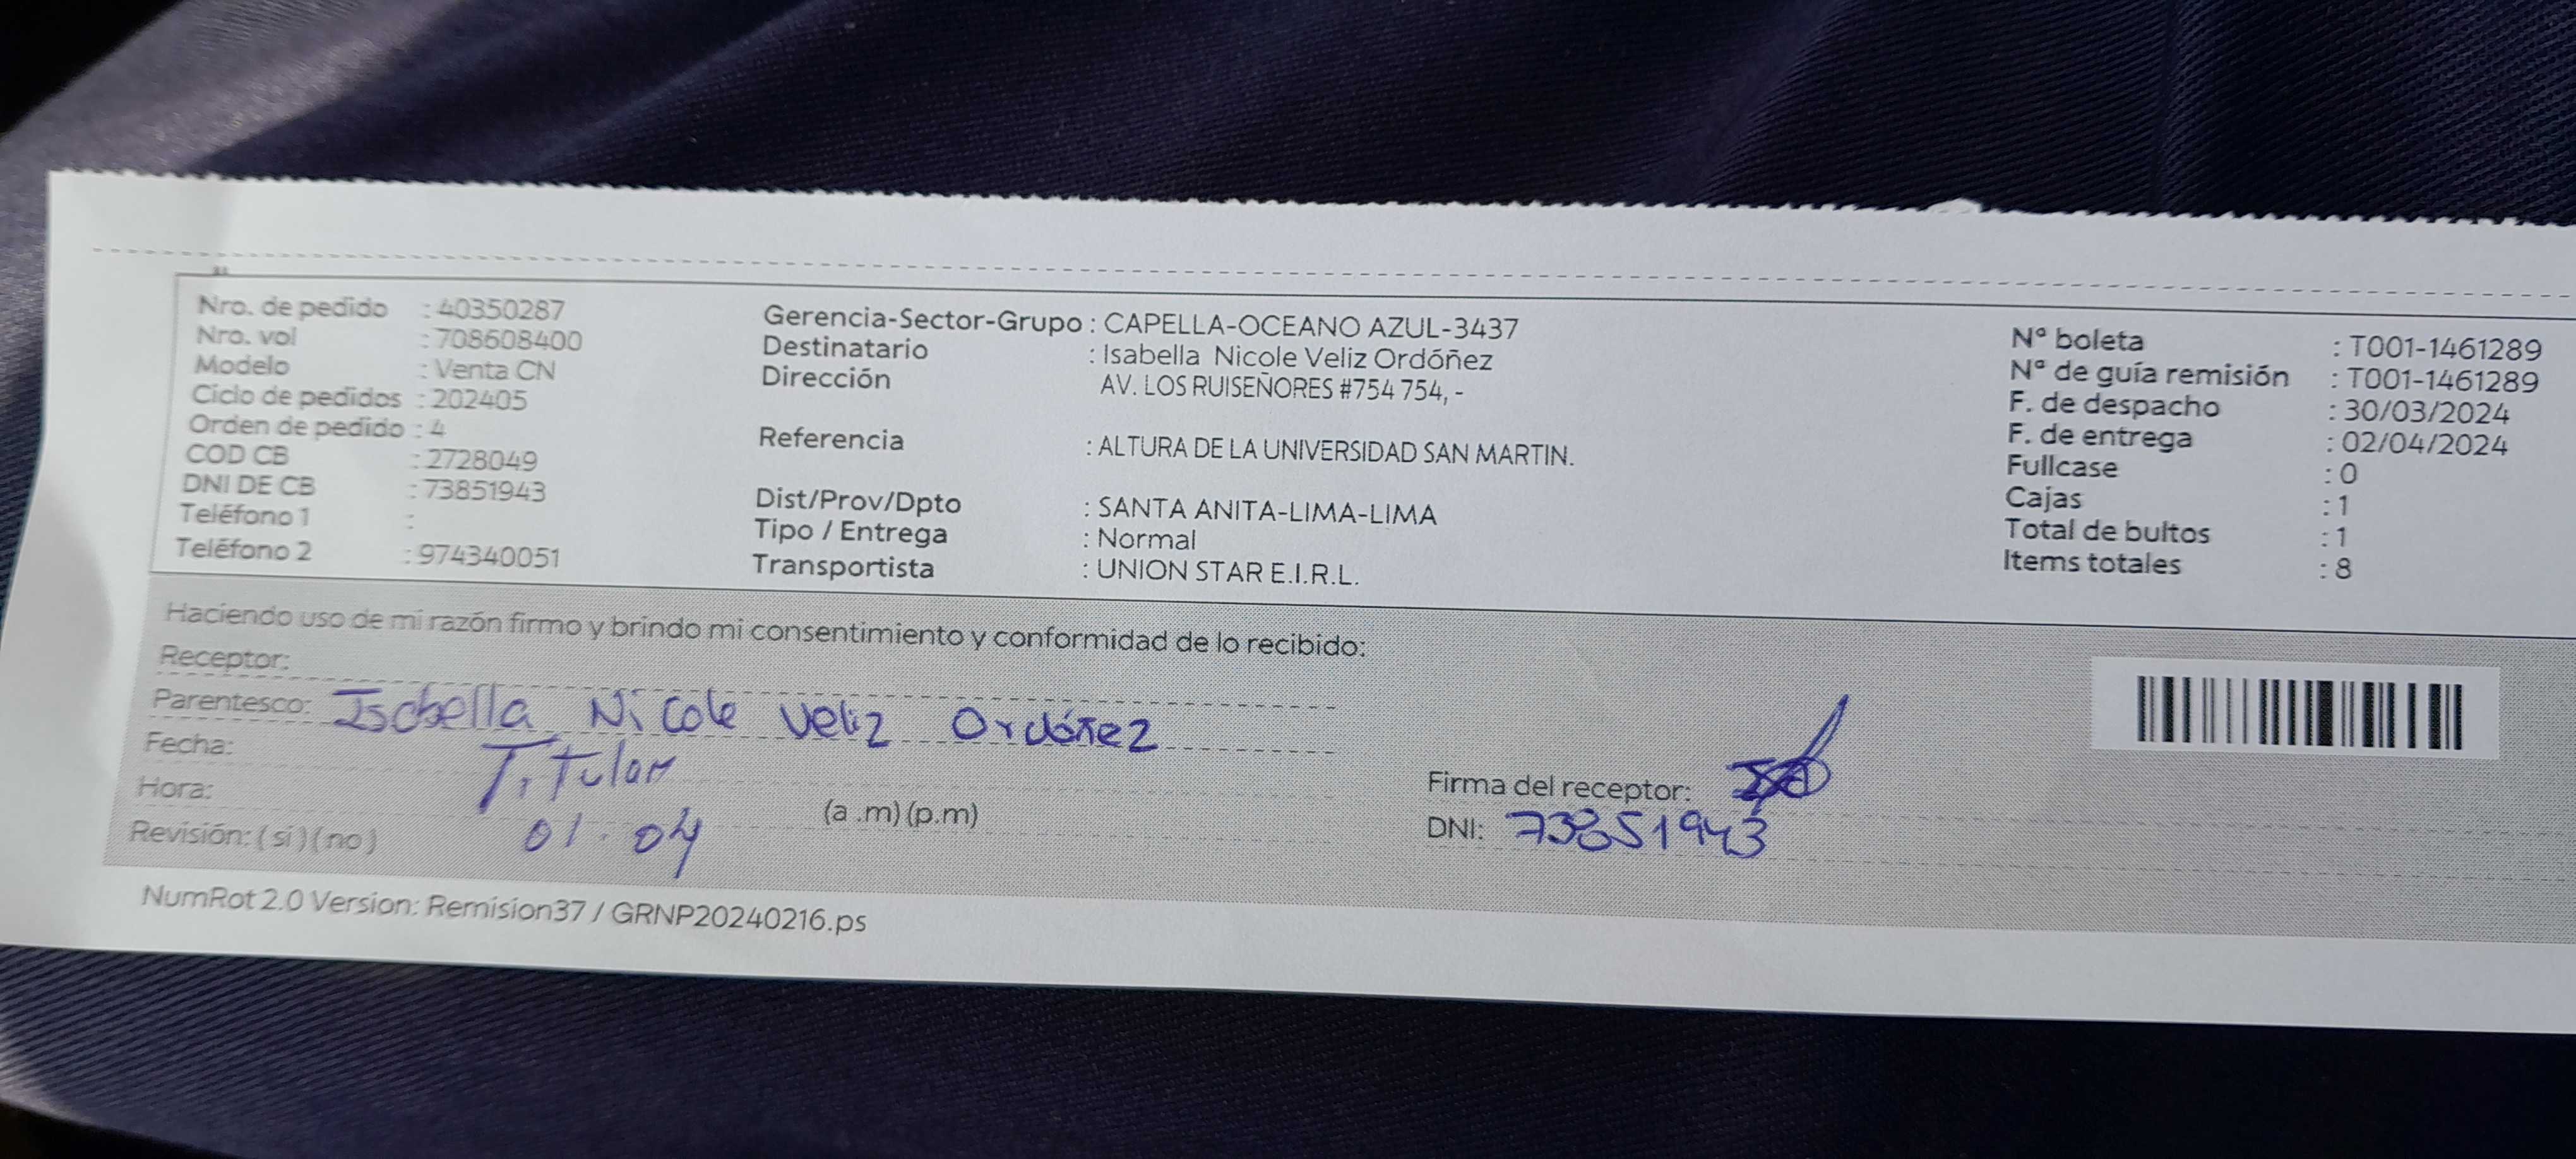 Nro. de pedido : 40350287
Nro. vol : 708608400
Modelo : Venta CN
Ciclo de pedidos : 202405
Orden de pedido : 4
COD CB : 2728049
DNI DE CB : 73851943
Teléfono 1 :
Teléfono 2 : 974340051
Gerencia-Sector-Grupo : CAPELLA-OCEANO AZUL-3437
Destinatario : Isabella Nicole Veliz Ordóñez
Dirección AV. LOS RUISEÑORES #754 754, -
Referencia : ALTURA DE LA UNIVERSIDAD SAN MARTIN.
Dist/Prov/Dpto : SANTA ANITA-LIMA-LIMA
Tipo / Entrega : Normal
Transportista : UNION STAR E.I.R.L.
Nº boleta : T001-1461289
Nº de guía remisión : T001-1461289
F. de despacho : 30/03/2024
F. de entrega : 02/04/2024
Fullcase : 0
Cajas : 1
Total de bultos : 1
Items totales : 8
Haciendo uso de mi razón firmo y brindo mi consentimiento y conformidad de lo recibido:
Receptor:
Parentesco: Isabella Nicole Veliz Ordóñez
Fecha: Titular
Hora: (a .m) (p.m)
Revisión: ( si ) ( no ) 01.04
Firma del receptor:
DNI: 73851943
NumRot 2.0 Version: Remision37 / GRNP20240216.ps